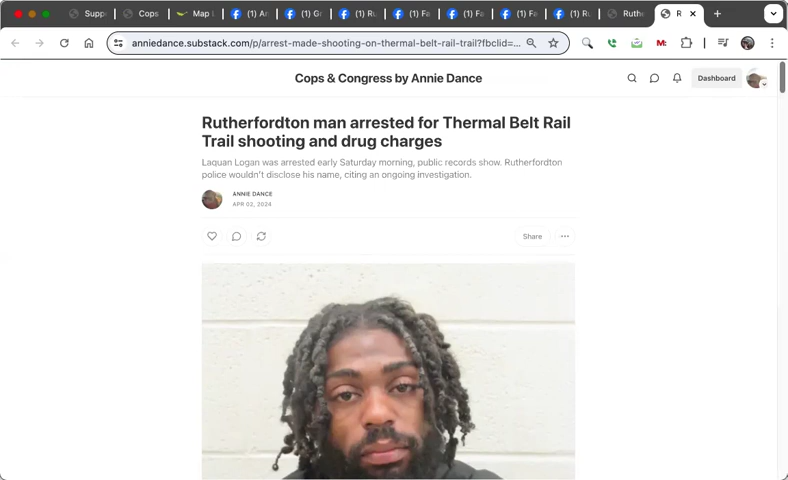 Supp
Cops
Map
(1) A
(1) G
(1) Ru
(1) Fa
(1) Fa
(1) Fa
(1) Ru
Ruth
R
anniedance.substack.com/p/arrest-made-shooting-on-thermal-belt-rail-trail?fbclid=...
Cops & Congress by Annie Dance
Dashboard
Rutherfordton man arrested for Thermal Belt Rail
Trail shooting and drug charges
Laquan Logan was arrested early Saturday morning, public records show. Rutherfordton
police wouldn't disclose his name, citing an ongoing investigation.
ANNIE DANCE
APR 02, 2024
Share